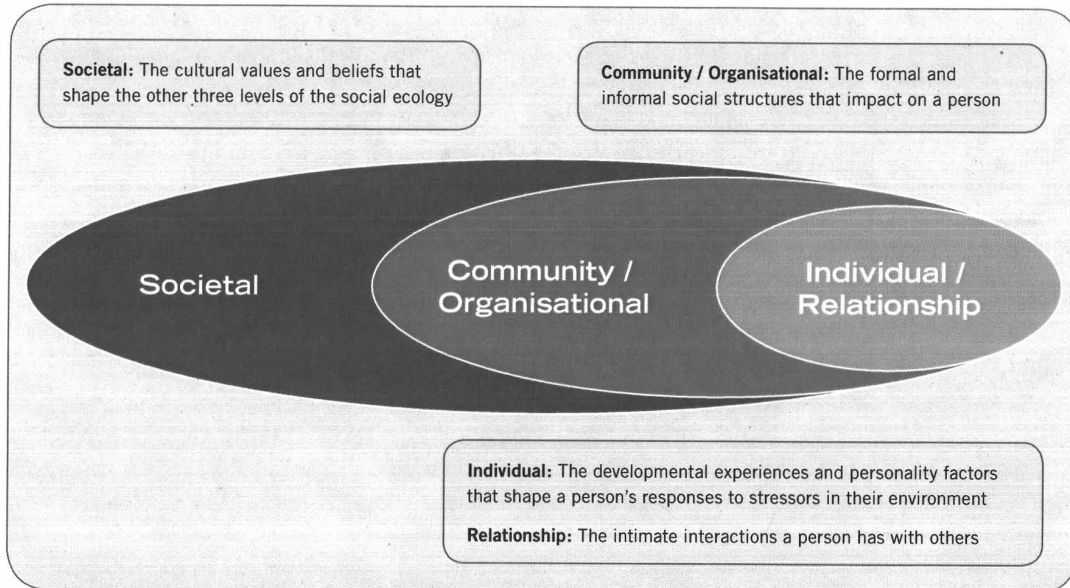 Societal: The cultural values and beliefs that
shape the other three levels of the social ecology
Community / Organisational: The formal and
informal social structures that impact on a person
Societal
Community /
Organisational
Individual /
Relationship
Individual: The developmental experiences and personality factors
that shape a person's responses to stressors in their environment
Relationship: The intimate interactions a person has with others